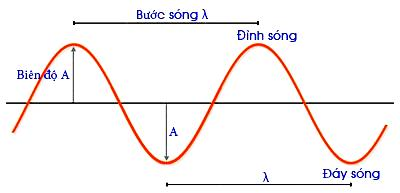 Bước sóng λ
Đỉnh sóng
Biên độ A
A
λ
Đáy sóng